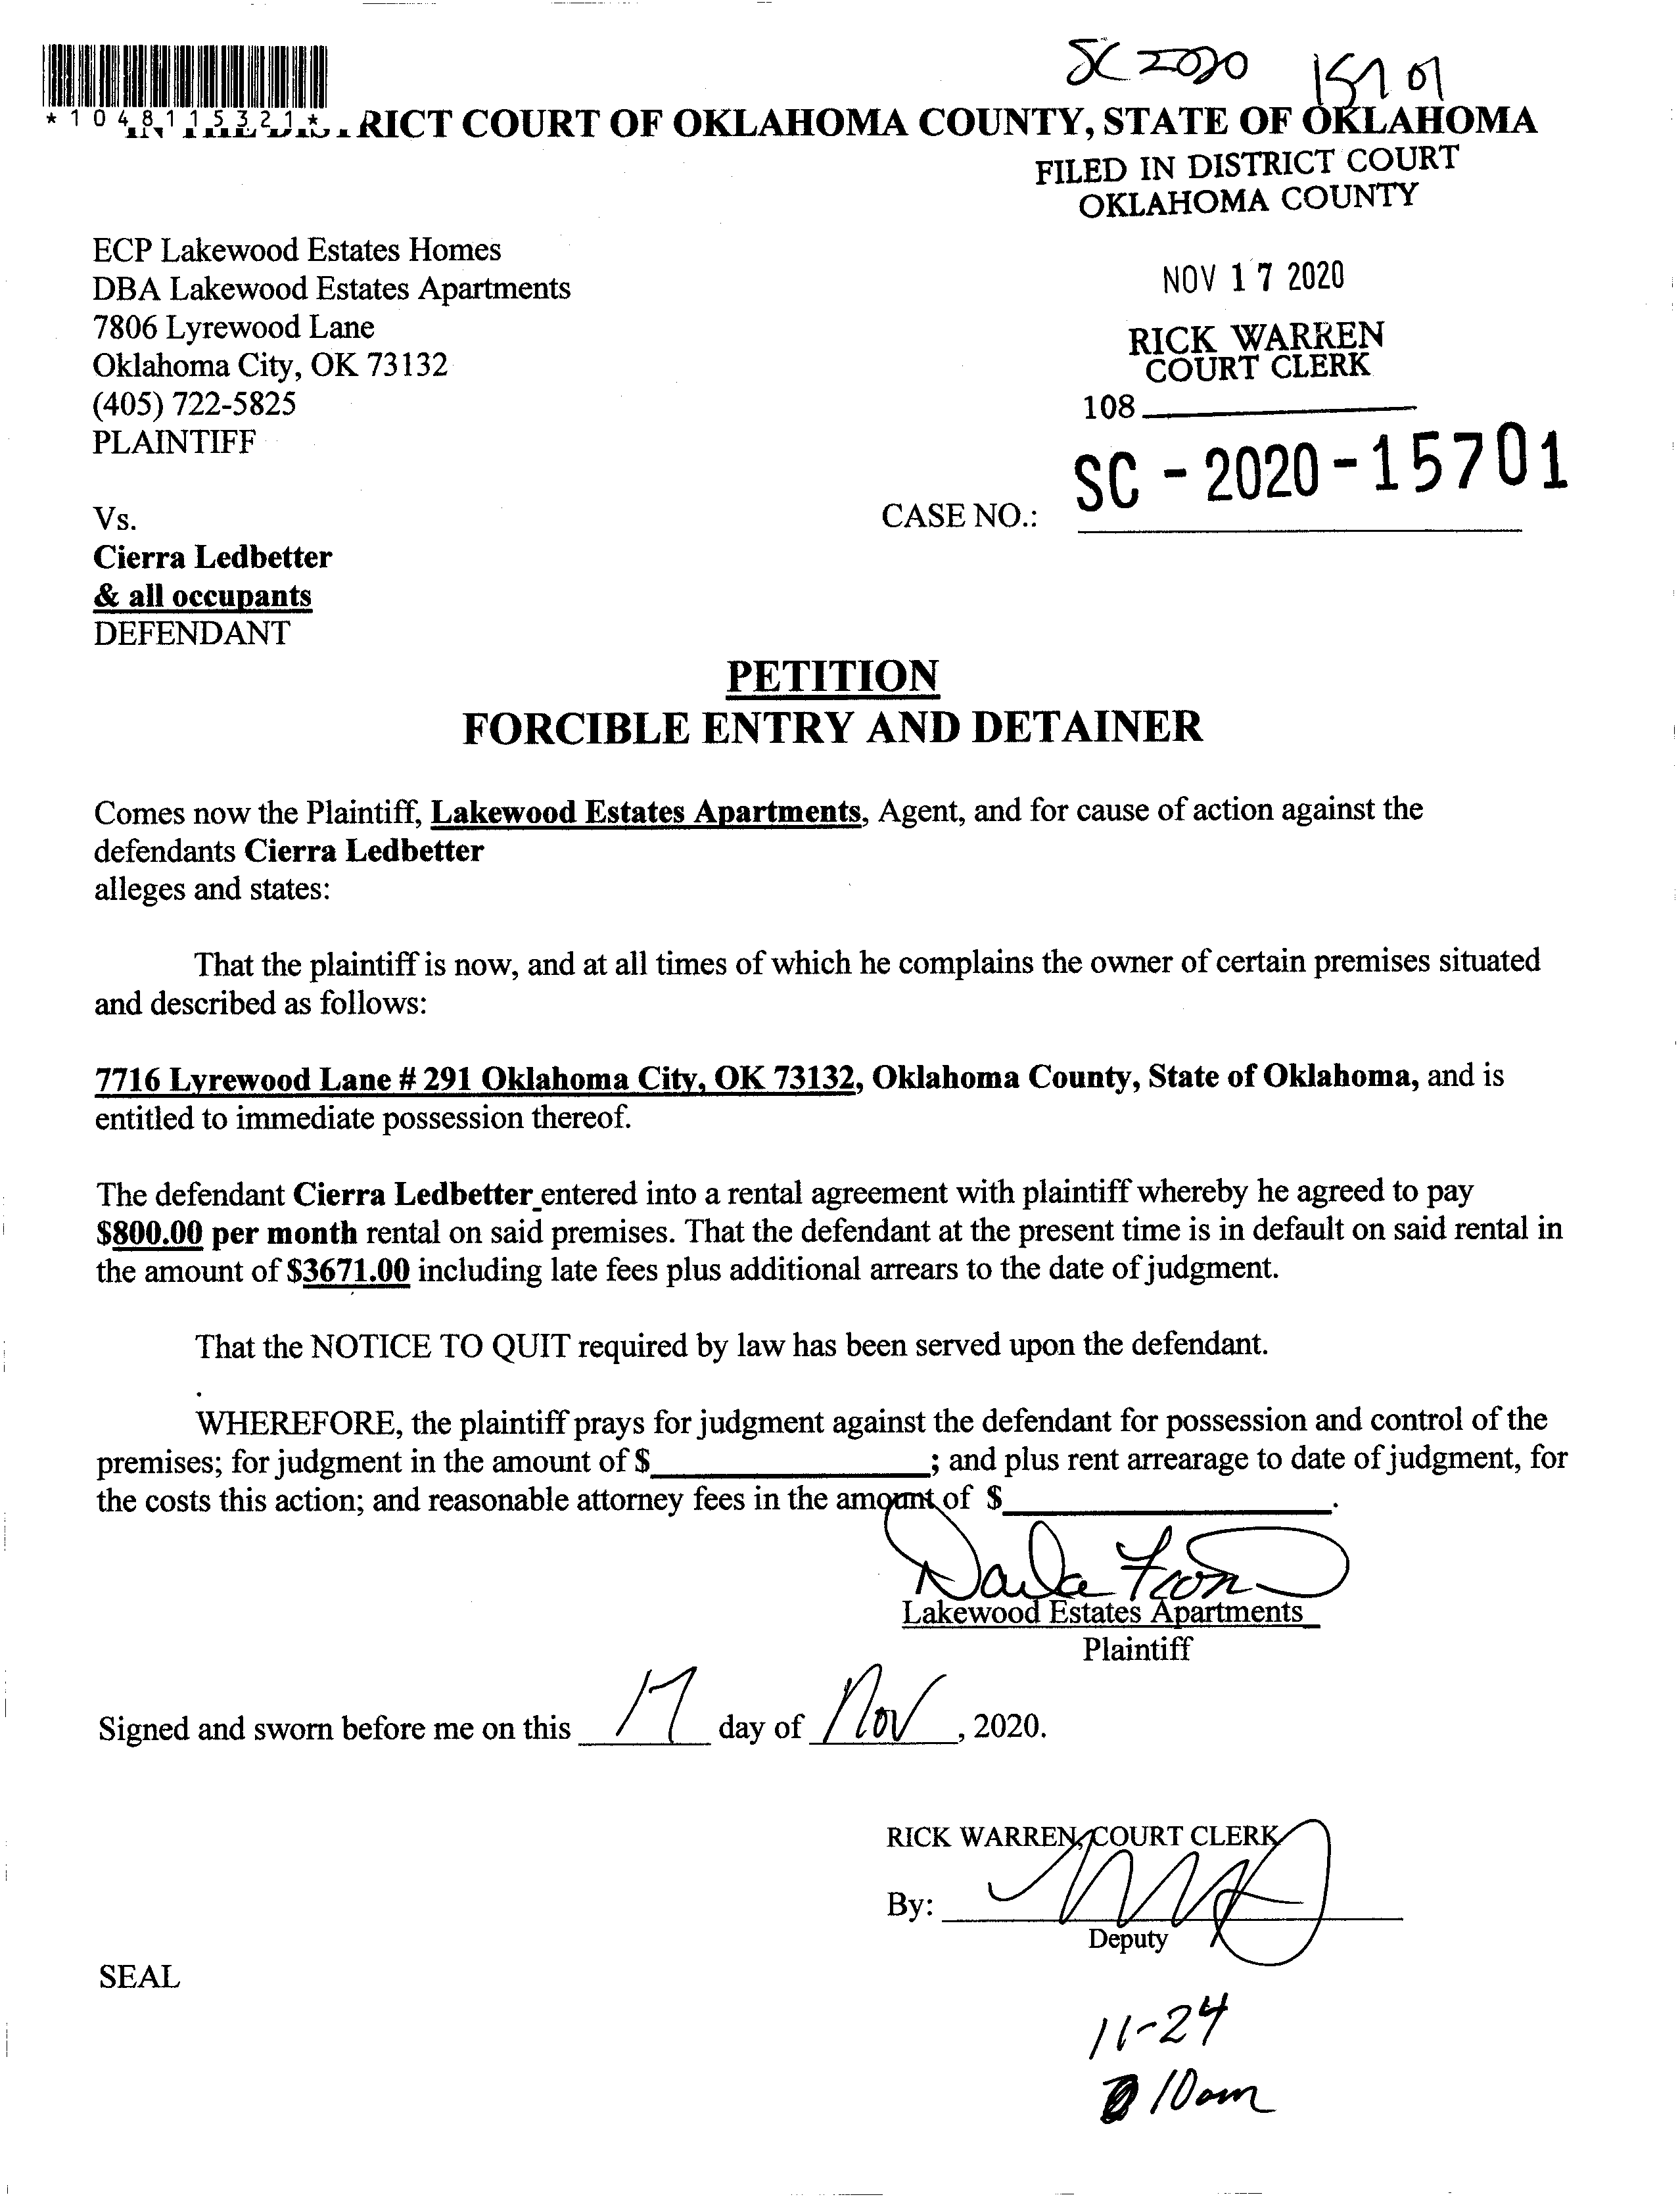 SC 2020 15701
*1048115321*
RICT COURT OF OKLAHOMA COUNTY, STATE OF OKLAHOMA
FILED IN DISTRICT COURT
OKLAHOMA COUNTY
ECP Lakewood Estates Homes
DBA Lakewood Estates Apartments
7806 Lyrewood Lane
Oklahoma City, OK 73132
(405) 722-5825
PLAINTIFF
NOV 17 2020
RICK WARREN
COURT CLERK
108
SC - 2020 - 15701
Vs.
CASE NO.:
Cierra Ledbetter
& all occupants
DEFENDANT
PETITION
FORCIBLE ENTRY AND DETAINER
Comes now the Plaintiff, Lakewood Estates Apartments, Agent, and for cause of action against the
defendants Cierra Ledbetter
alleges and states:
That the plaintiff is now, and at all times of which he complains the owner of certain premises situated
and described as follows:
7716 Lyrewood Lane # 291 Oklahoma City, OK 73132, Oklahoma County, State of Oklahoma, and is
entitled to immediate possession thereof.
The defendant Cierra Ledbetter entered into a rental agreement with plaintiff whereby he agreed to pay
$800.00 per month rental on said premises. That the defendant at the present time is in default on said rental in
the amount of $3671.00 including late fees plus additional arrears to the date of judgment.
That the NOTICE TO QUIT required by law has been served upon the defendant.
WHEREFORE, the plaintiff prays for judgment against the defendant for possession and control of the
premises; for judgment in the amount of $ ; and plus rent arrearage to date of judgment, for
the costs this action; and reasonable attorney fees in the amount of $ .
Lakewood Estates Apartments
Plaintiff
Signed and sworn before me on this 17 day of Nov, 2020.
RICK WARREN, COURT CLERK
By:
Deputy
SEAL
11-24
10am